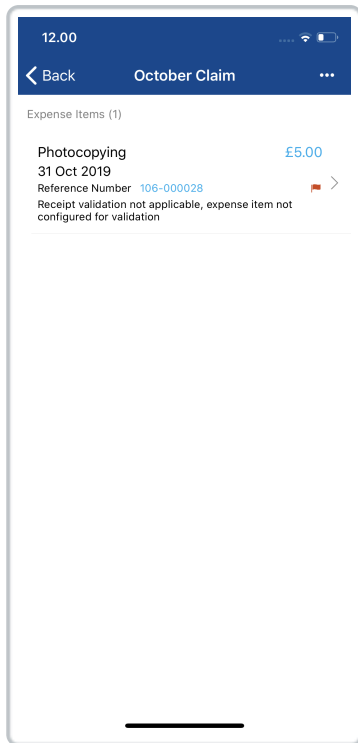 12.00
Back October Claim
Expense Items (1)
Photocopying £5.00
31 Oct 2019
Reference Number 106-000028
Receipt validation not applicable, expense item not
configured for validation